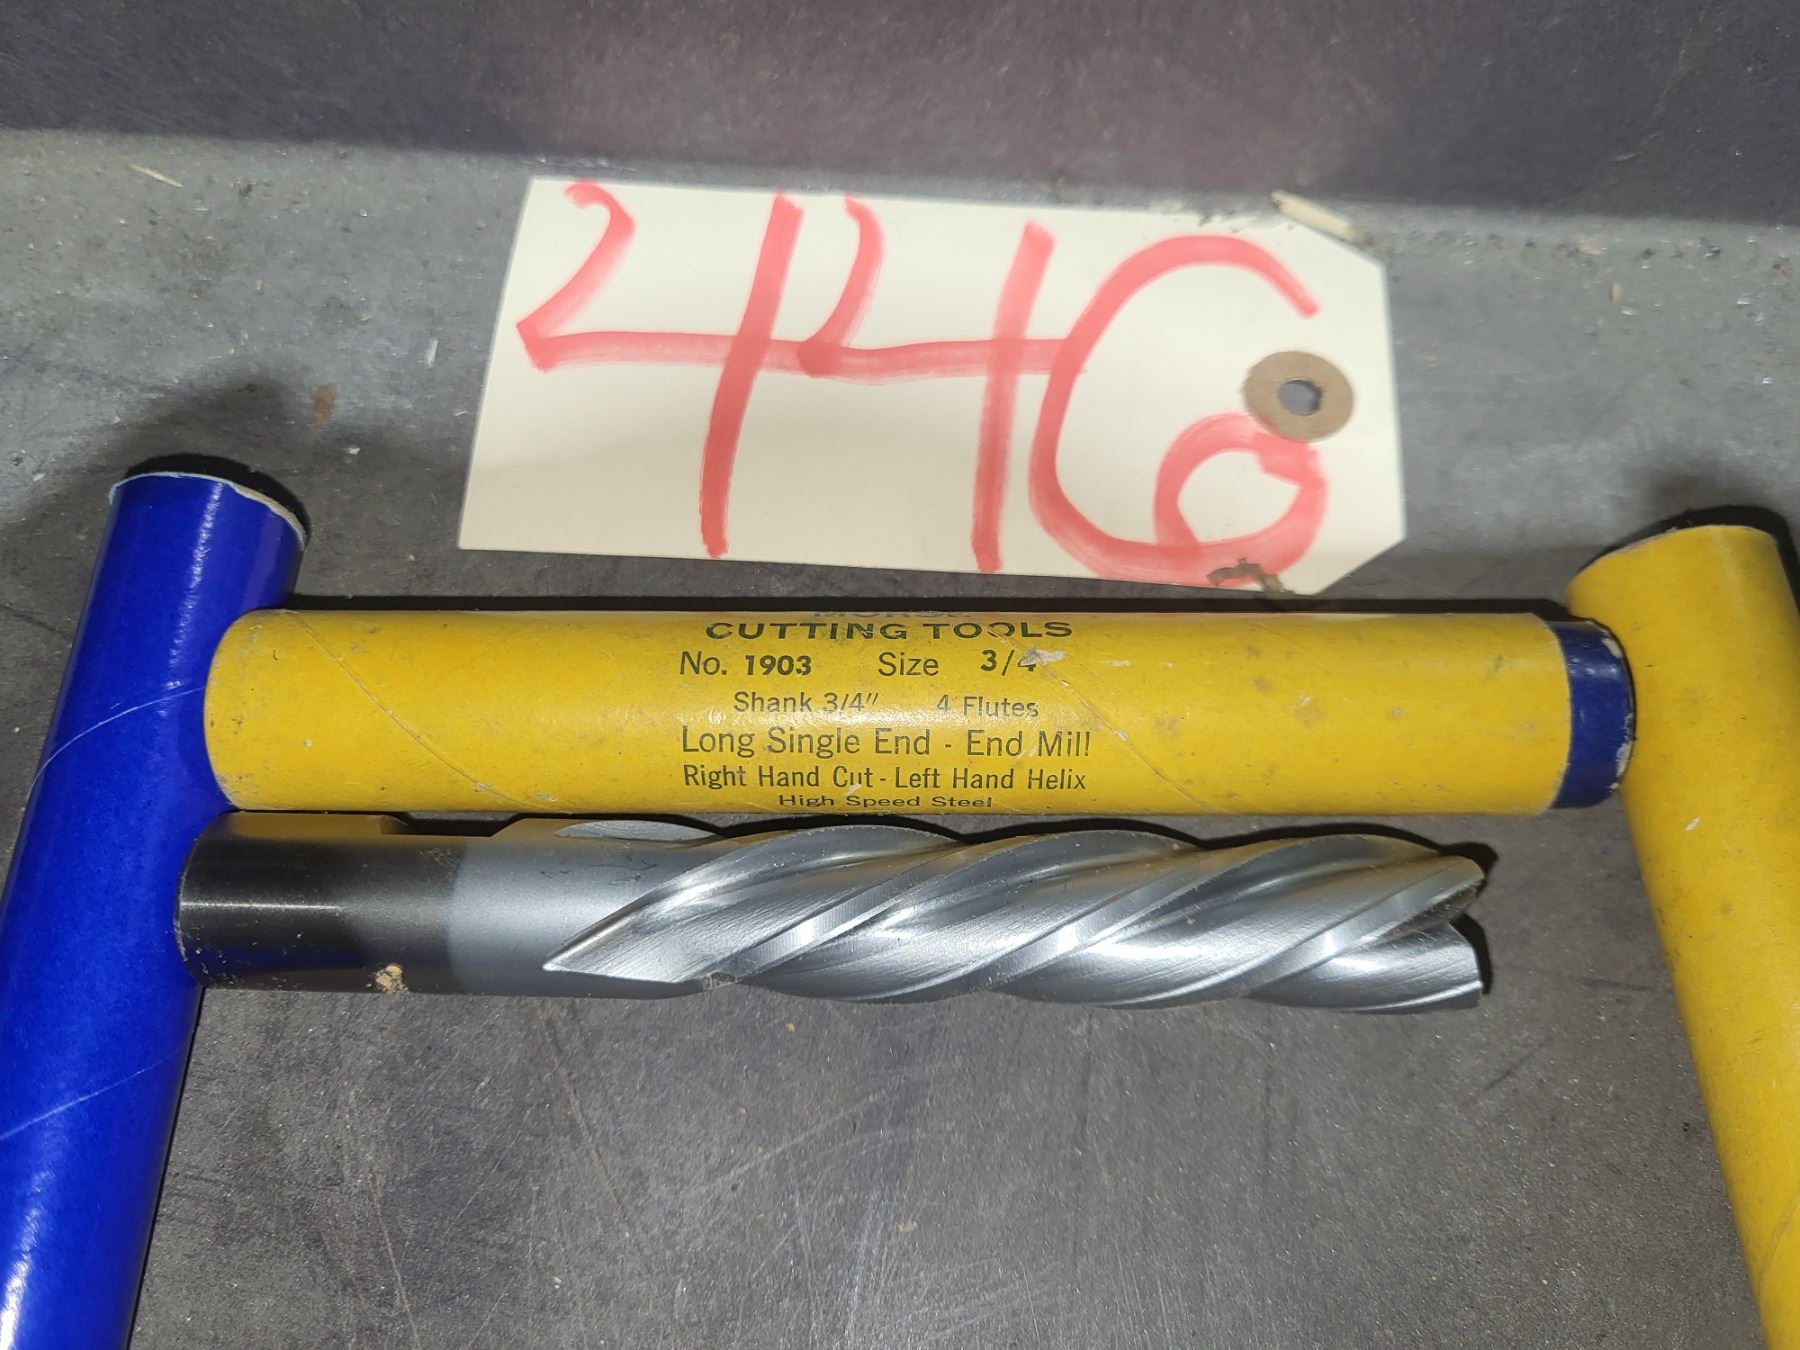 446
MORSE
CUTTING TOOLS
No. 1903 Size 3/4
Shank 3/4" 4 Flutes
Long Single End - End Mill
Right Hand Cut - Left Hand Helix
High Speed Steel